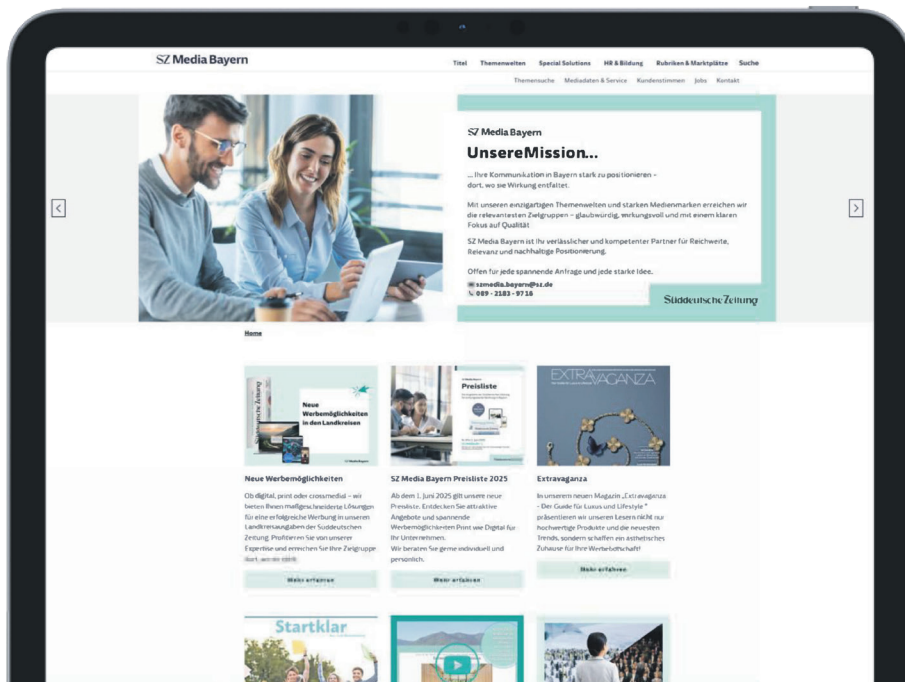 SZ Media Bayern
Titel Themenwelten Special Solutions HR & Bildung Rubriken & Marktplätze Suche
Themensuche Mediadaten & Service Kundenstimmen Jobs Kontakt
SZ Media Bayern
UnsereMission...
... Ihre Kommunikation in Bayern stark zu positionieren –
dort, wo sie Wirkung entfaltet.
Mit unseren einzigartigen Themenwelten und starken Medienmarken erreichen wir
die relevantesten Zielgruppen – glaubwürdig, wirkungsvoll und mit einem klaren
Fokus auf Qualität
SZ Media Bayern ist Ihr verlässlicher und kompetenter Partner für Reichweite,
Relevanz und nachhaltige Positionierung.
Offen für jede spannende Anfrage und jede starke Idee.
szmedia.bayern@sz.de
089 - 2183 - 9716
Süddeutsche Zeitung
Home
Süddeutsche Zeitung
Neue
Werbemöglichkeiten
in den Landkreisen
SZ Media Bayern
Preisliste
EXTRAVAGANZA
Neue Werbemöglichkeiten
Ob digital, print oder crossmedial – wir
bieten Ihnen maßgeschneiderte Lösungen
für eine erfolgreiche Werbung in unseren
Landkreisausgaben der Süddeutschen
Zeitung. Profitieren Sie von unserer
Expertise und erreichen Sie Ihre Zielgruppe
Mehr erfahren
SZ Media Bayern Preisliste 2025
Ab dem 1. Juni 2025 gilt unsere neue
Preisliste. Entdecken Sie attraktive
Angebote und spannende
Werbemöglichkeiten Print wie Digital für
Ihr Unternehmen.
Wir beraten Sie gerne individuell und
persönlich.
Mehr erfahren
Extravaganza
In unserem neuen Magazin „Extravaganza
- Der Guide für Luxus und Lifestyle "
präsentieren wir unseren Lesern nicht nur
hochwertige Produkte und die neuesten
Trends, sondern schaffen ein ästhetisches
Zuhause für Ihre Werbebotschaft!
Mehr erfahren
Startklar